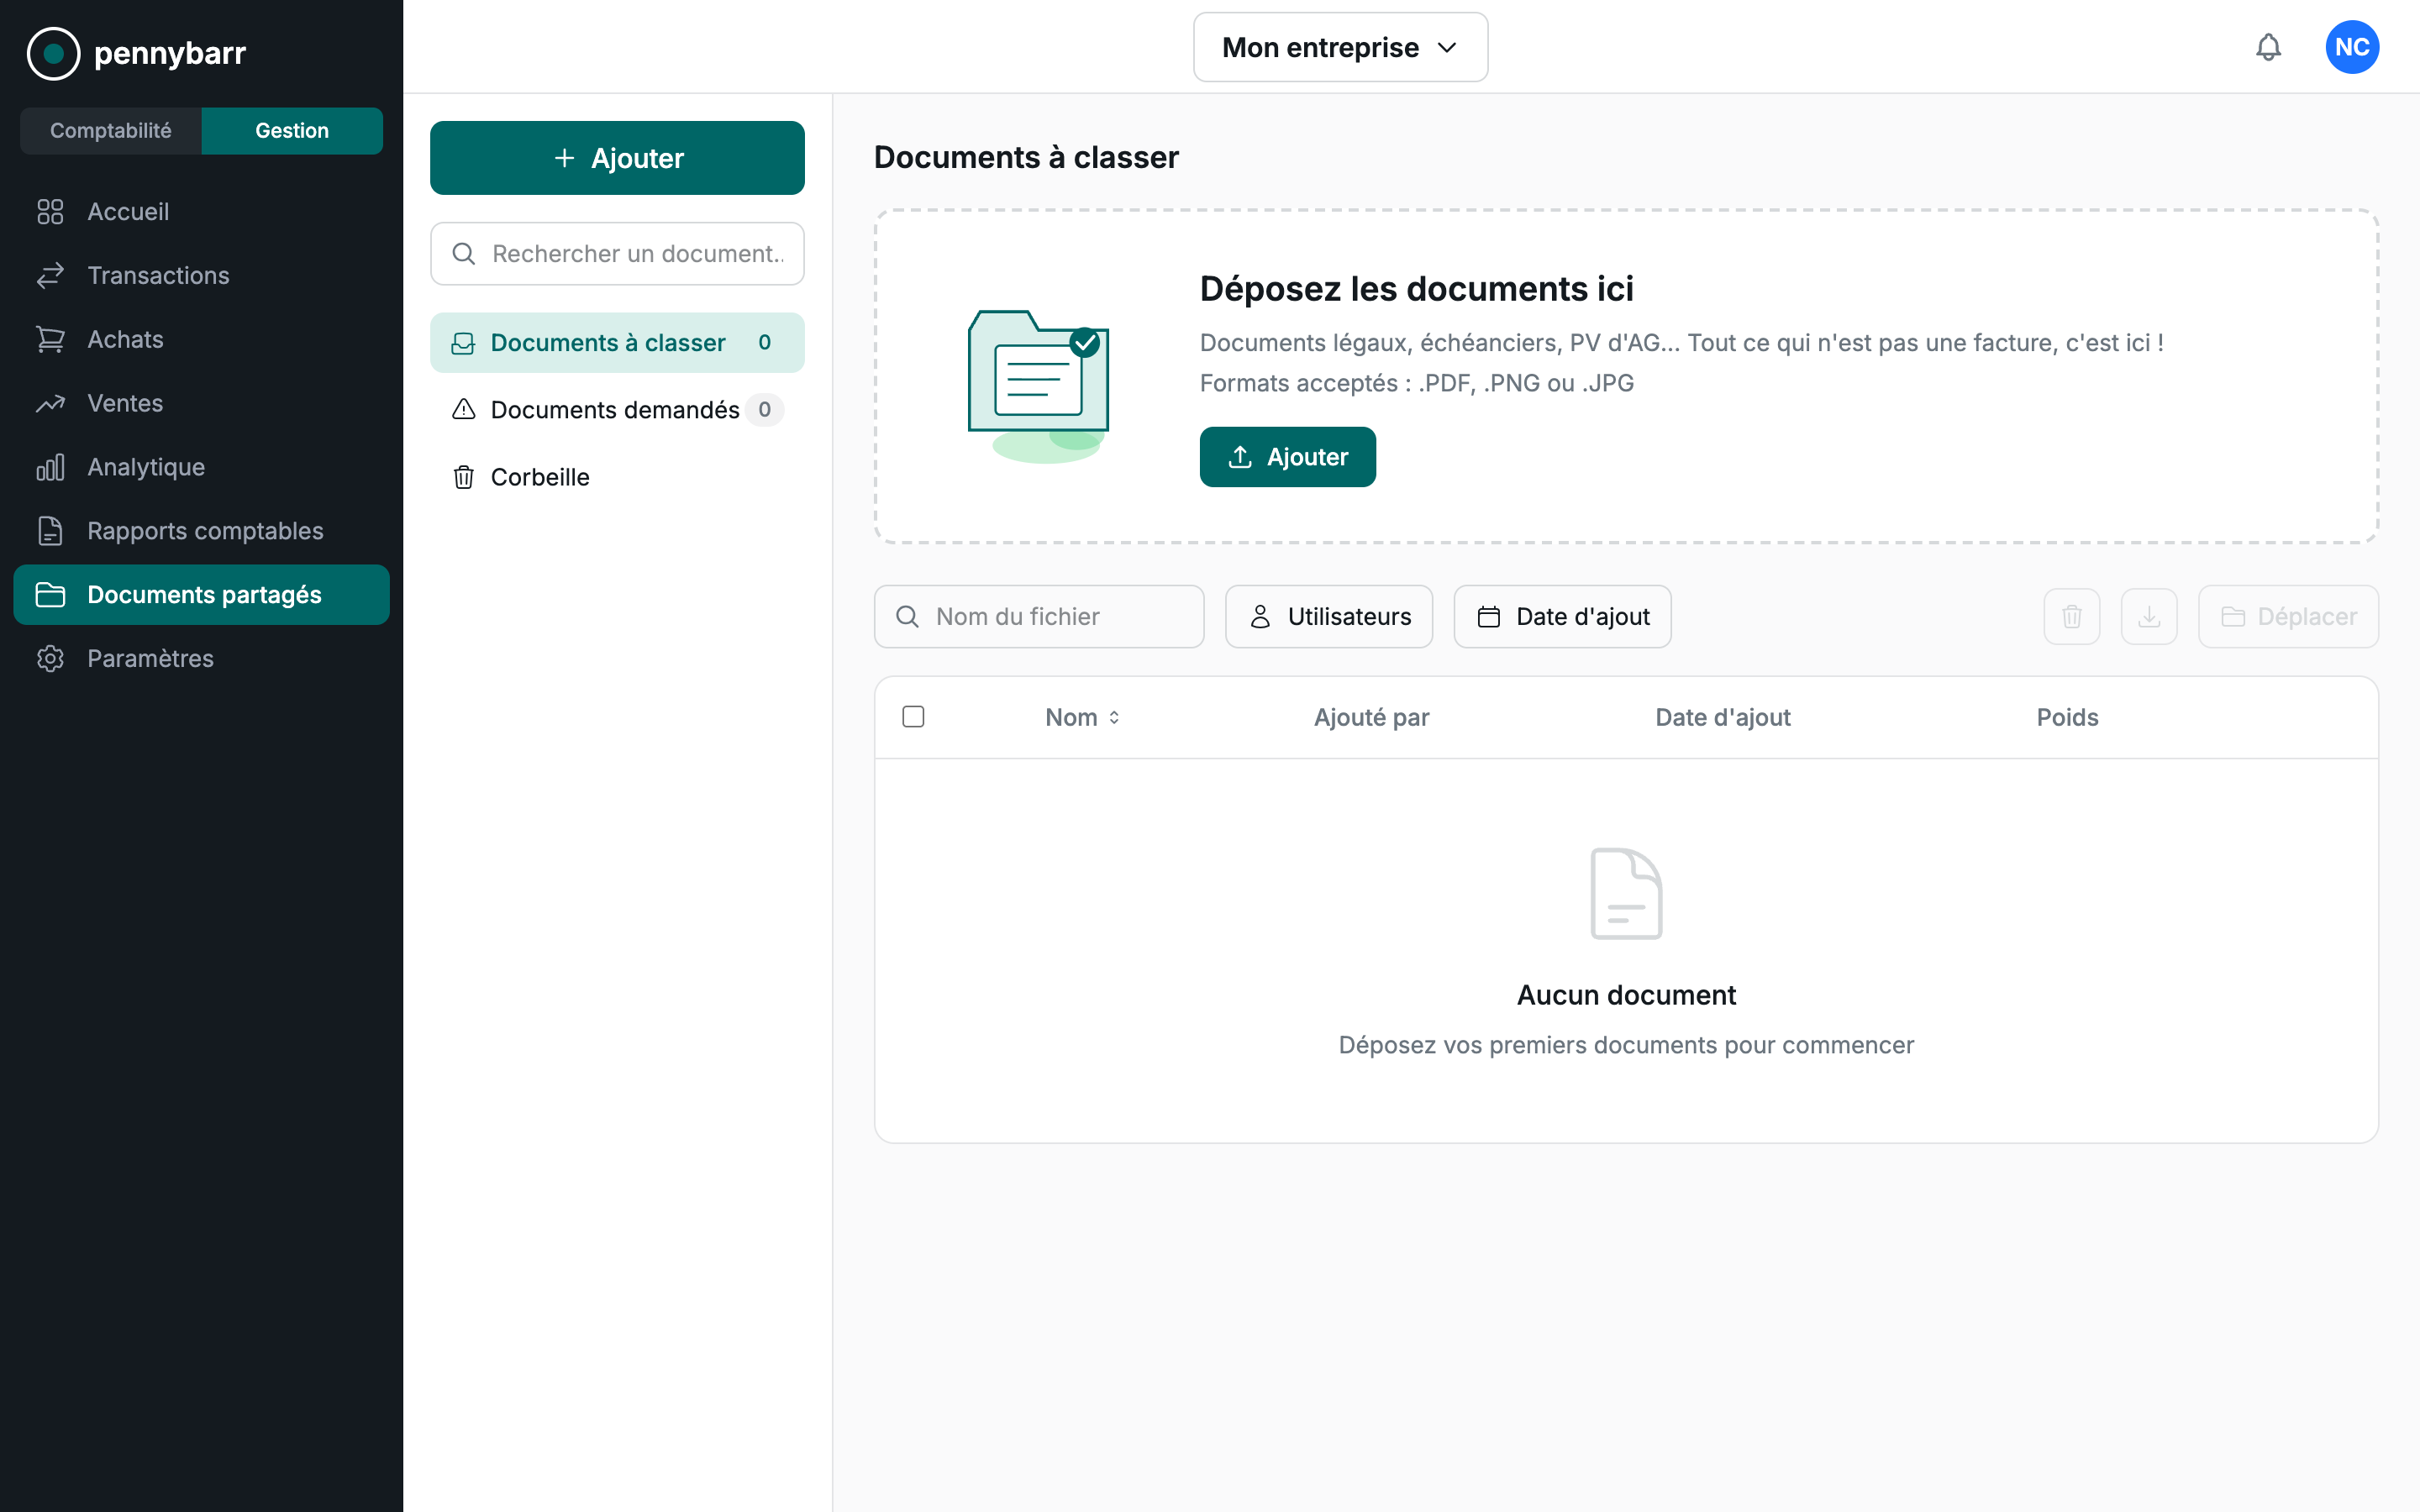 pennybarr
Mon entreprise
NC
Comptabilité
Gestion
Accueil
Transactions
Achats
Ventes
Analytique
Rapports comptables
Documents partagés
Paramètres
+ Ajouter
Rechercher un document..
Documents à classer 0
Documents demandés 0
Corbeille
Documents à classer
Déposez les documents ici
Documents légaux, échéanciers, PV d'AG... Tout ce qui n'est pas une facture, c'est ici !
Formats acceptés : .PDF, .PNG ou .JPG
Ajouter
Nom du fichier
Utilisateurs
Date d'ajout
Déplacer
Nom
Ajouté par
Date d'ajout
Poids
Aucun document
Déposez vos premiers documents pour commencer